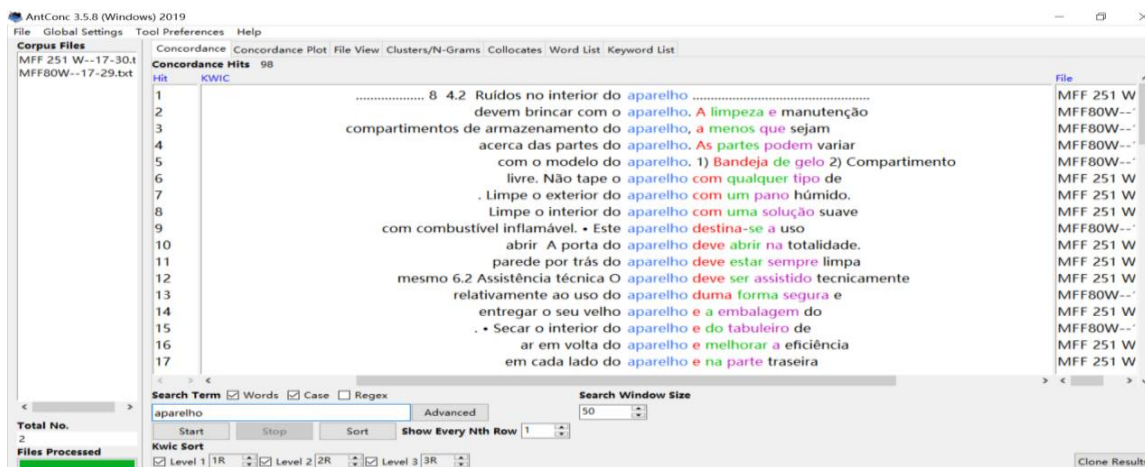 AntConc 3.5.8 (Windows) 2019
File Global Settings Tool Preferences Help
Corpus Files
MFF 251 W--17-30.t
MFF80W--17-29.txt
Concordance Concordance Plot File View Clusters/N-Grams Collocates Word List Keyword List
Concordance Hits 98
Hit KWIC File
1 .................. 8 4.2 Ruídos no interior do aparelho ................................................ MFF 251 W
2 devem brincar com o aparelho. A limpeza e manutenção MFF80W--
3 compartimentos de armazenamento do aparelho, a menos que sejam MFF80W--
4 acerca das partes do aparelho. As partes podem variar MFF80W--
5 com o modelo do aparelho. 1) Bandeja de gelo 2) Compartimento MFF80W--
6 livre. Não tape o aparelho com qualquer tipo de MFF 251 W
7 . Limpe o exterior do aparelho com um pano húmido. MFF 251 W
8 Limpe o interior do aparelho com uma solução suave MFF 251 W
9 com combustível inflamável. • Este aparelho destina-se a uso MFF80W--
10 abrir A porta do aparelho deve abrir na totalidade. MFF 251 W
11 parede por trás do aparelho deve estar sempre limpa MFF 251 W
12 mesmo 6.2 Assistência técnica O aparelho deve ser assistido tecnicamente MFF 251 W
13 relativamente ao uso do aparelho duma forma segura e MFF80W--
14 entregar o seu velho aparelho e a embalagem do MFF 251 W
15 . • Secar o interior do aparelho e do tabuleiro de MFF80W--
16 ar em volta do aparelho e melhorar a eficiência MFF 251 W
17 em cada lado do aparelho e na parte traseira MFF 251 W
Search Term Words Case Regex Search Window Size
aparelho Advanced 50
Total No.
2
Start Stop Sort Show Every Nth Row 1
Files Processed
Kwic Sort
Level 1 1R Level 2 2R Level 3 3R Clone Result